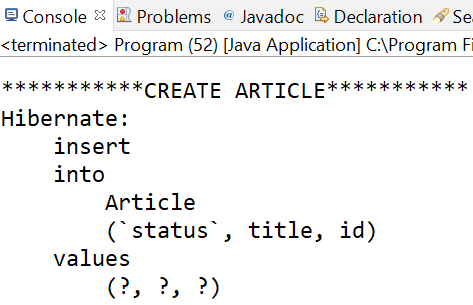 Console Problems @ Javadoc Declaration Sea
<terminated> Program (52) [Java Application] C:\Program Fi
***********CREATE ARTICLE***********
Hibernate:
    insert
    into
        Article
        (`status`, title, id)
    values
        (?, ?, ?)